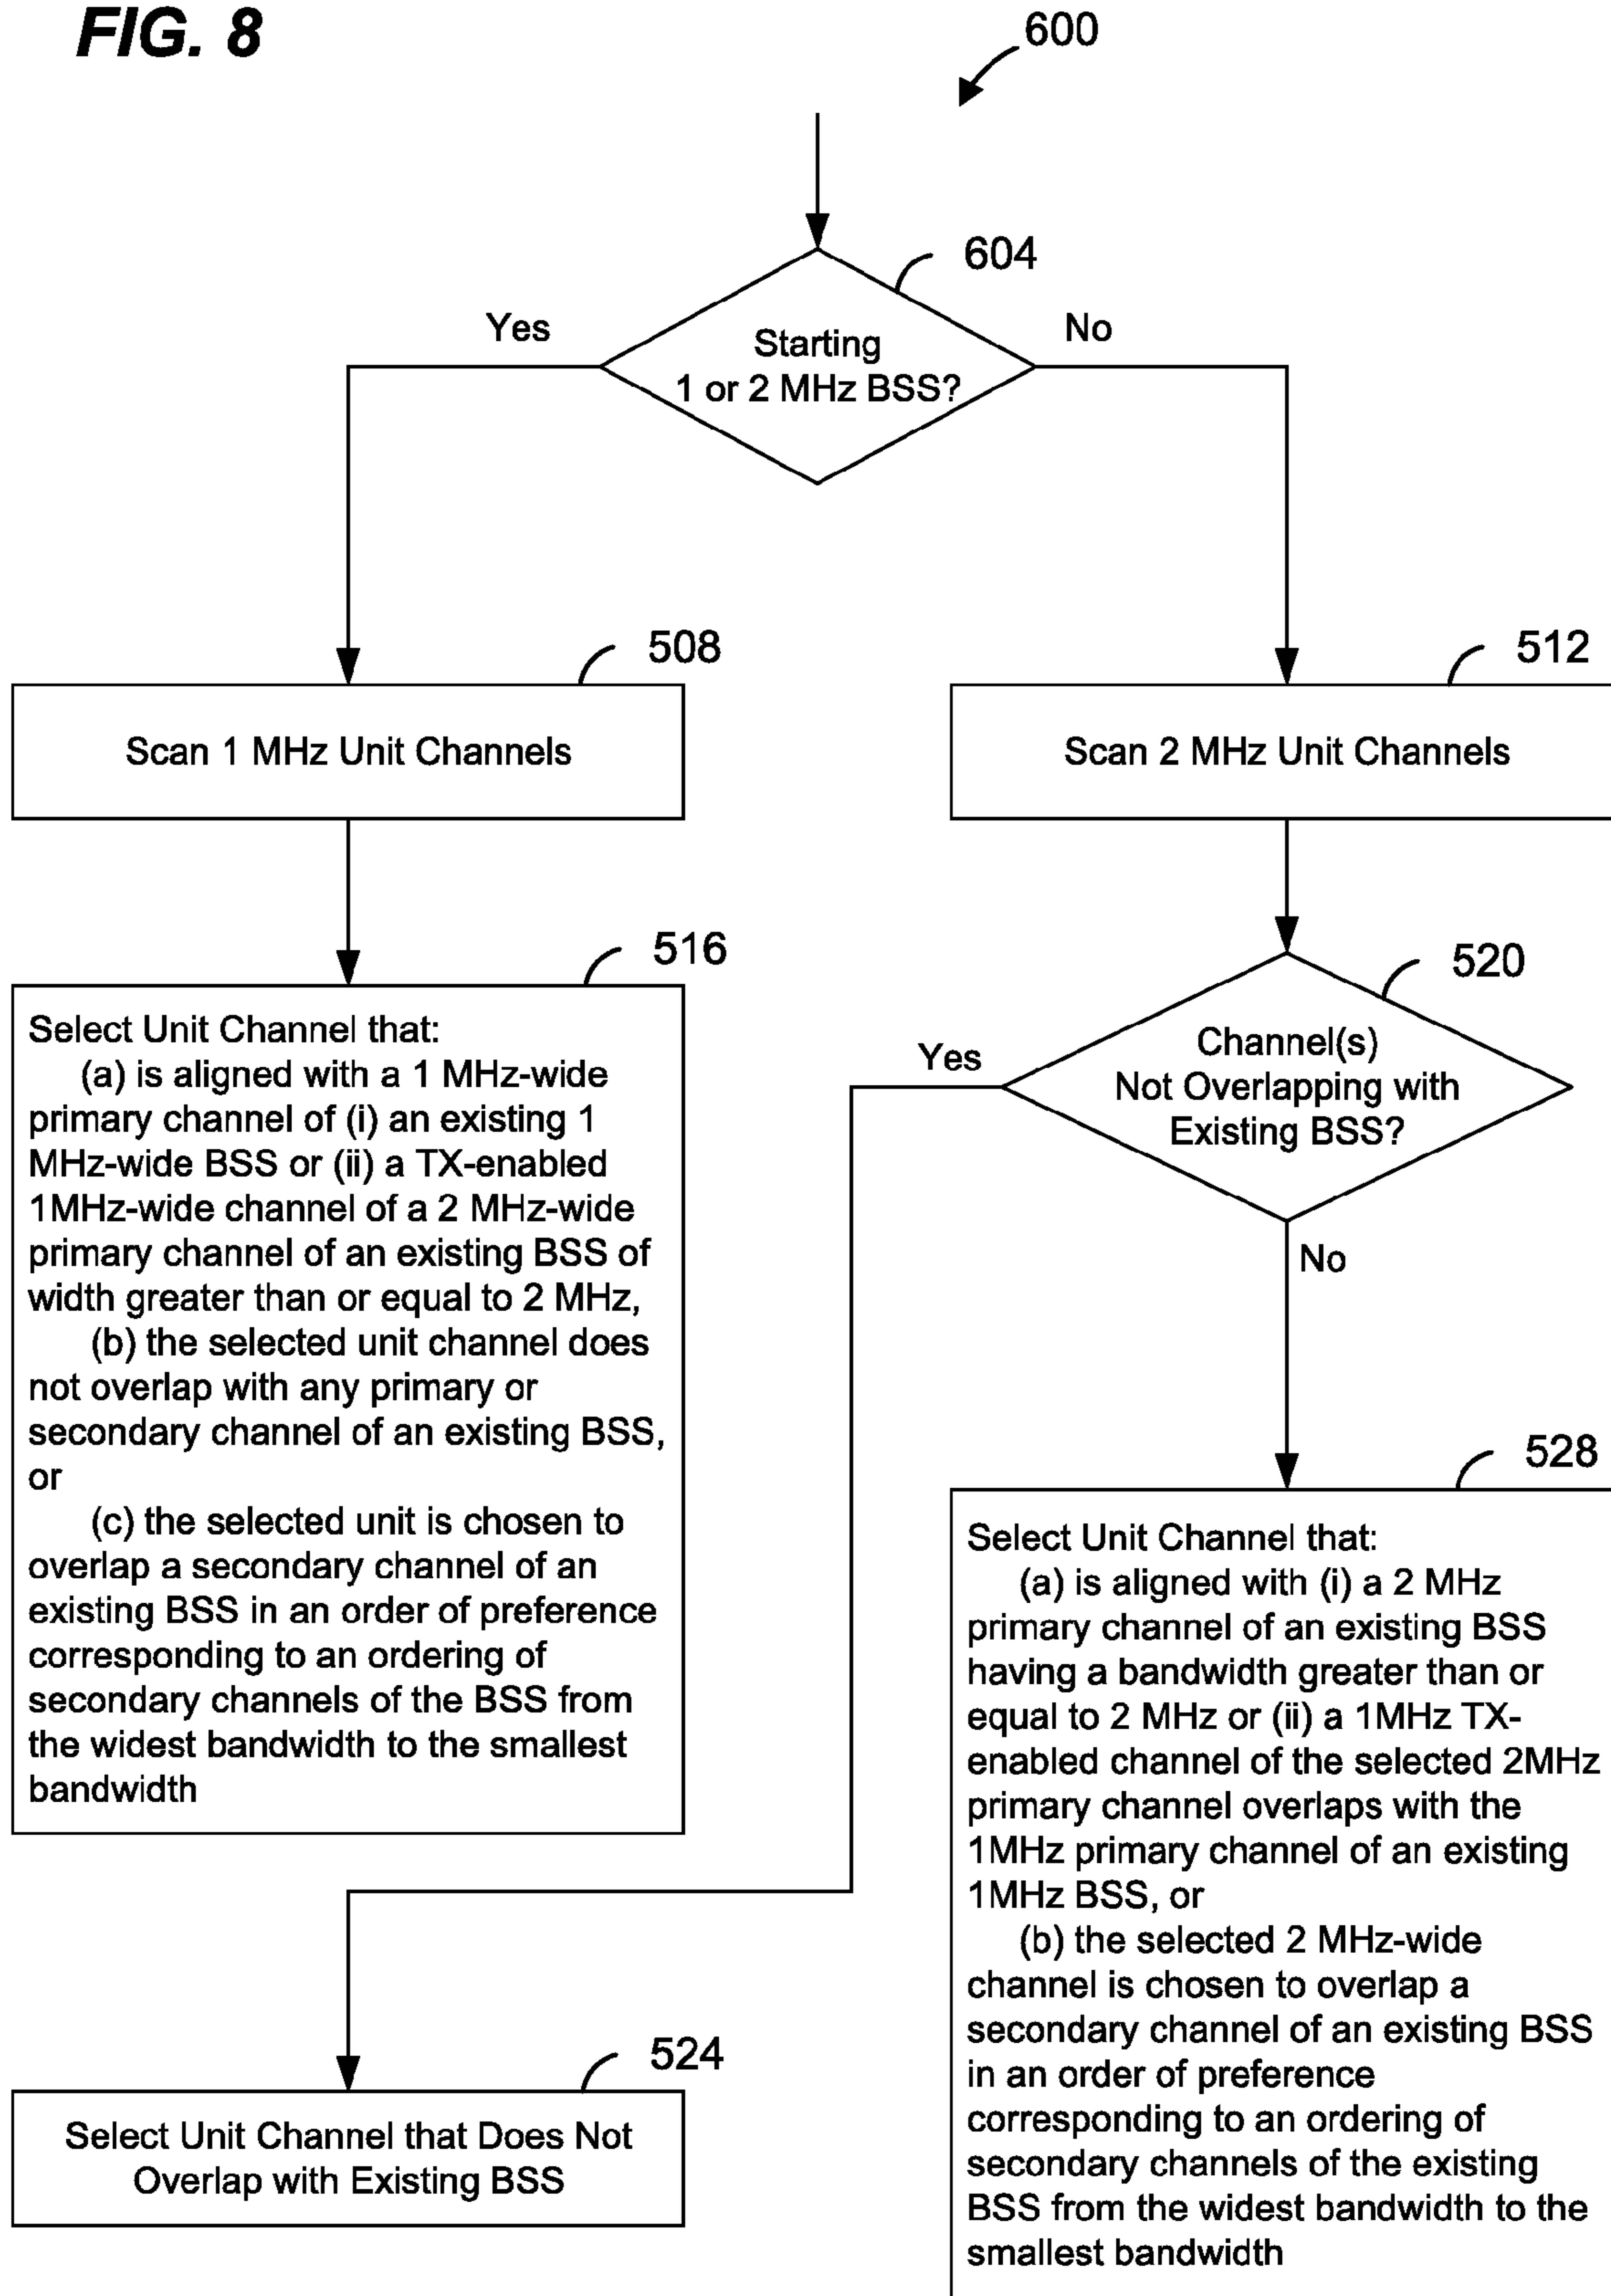 FIG. 8
600
604
Yes
No
Starting
1 or 2 MHz BSS?
508
512
Scan 1 MHz Unit Channels
Scan 2 MHz Unit Channels
516
520
Select Unit Channel that:
(a) is aligned with a 1 MHz-wide
primary channel of (i) an existing 1
MHz-wide BSS or (ii) a TX-enabled
1MHz-wide channel of a 2 MHz-wide
primary channel of an existing BSS of
width greater than or equal to 2 MHz,
(b) the selected unit channel does
not overlap with any primary or
secondary channel of an existing BSS,
or
(c) the selected unit is chosen to
overlap a secondary channel of an
existing BSS in an order of preference
corresponding to an ordering of
secondary channels of the BSS from
the widest bandwidth to the smallest
bandwidth
Yes
Channel(s)
Not Overlapping with
Existing BSS?
No
528
Select Unit Channel that:
(a) is aligned with (i) a 2 MHz
primary channel of an existing BSS
having a bandwidth greater than or
equal to 2 MHz or (ii) a 1MHz TX-
enabled channel of the selected 2MHz
primary channel overlaps with the
1MHz primary channel of an existing
1MHz BSS, or
(b) the selected 2 MHz-wide
channel is chosen to overlap a
secondary channel of an existing BSS
in an order of preference
corresponding to an ordering of
secondary channels of the existing
BSS from the widest bandwidth to the
smallest bandwidth
524
Select Unit Channel that Does Not
Overlap with Existing BSS